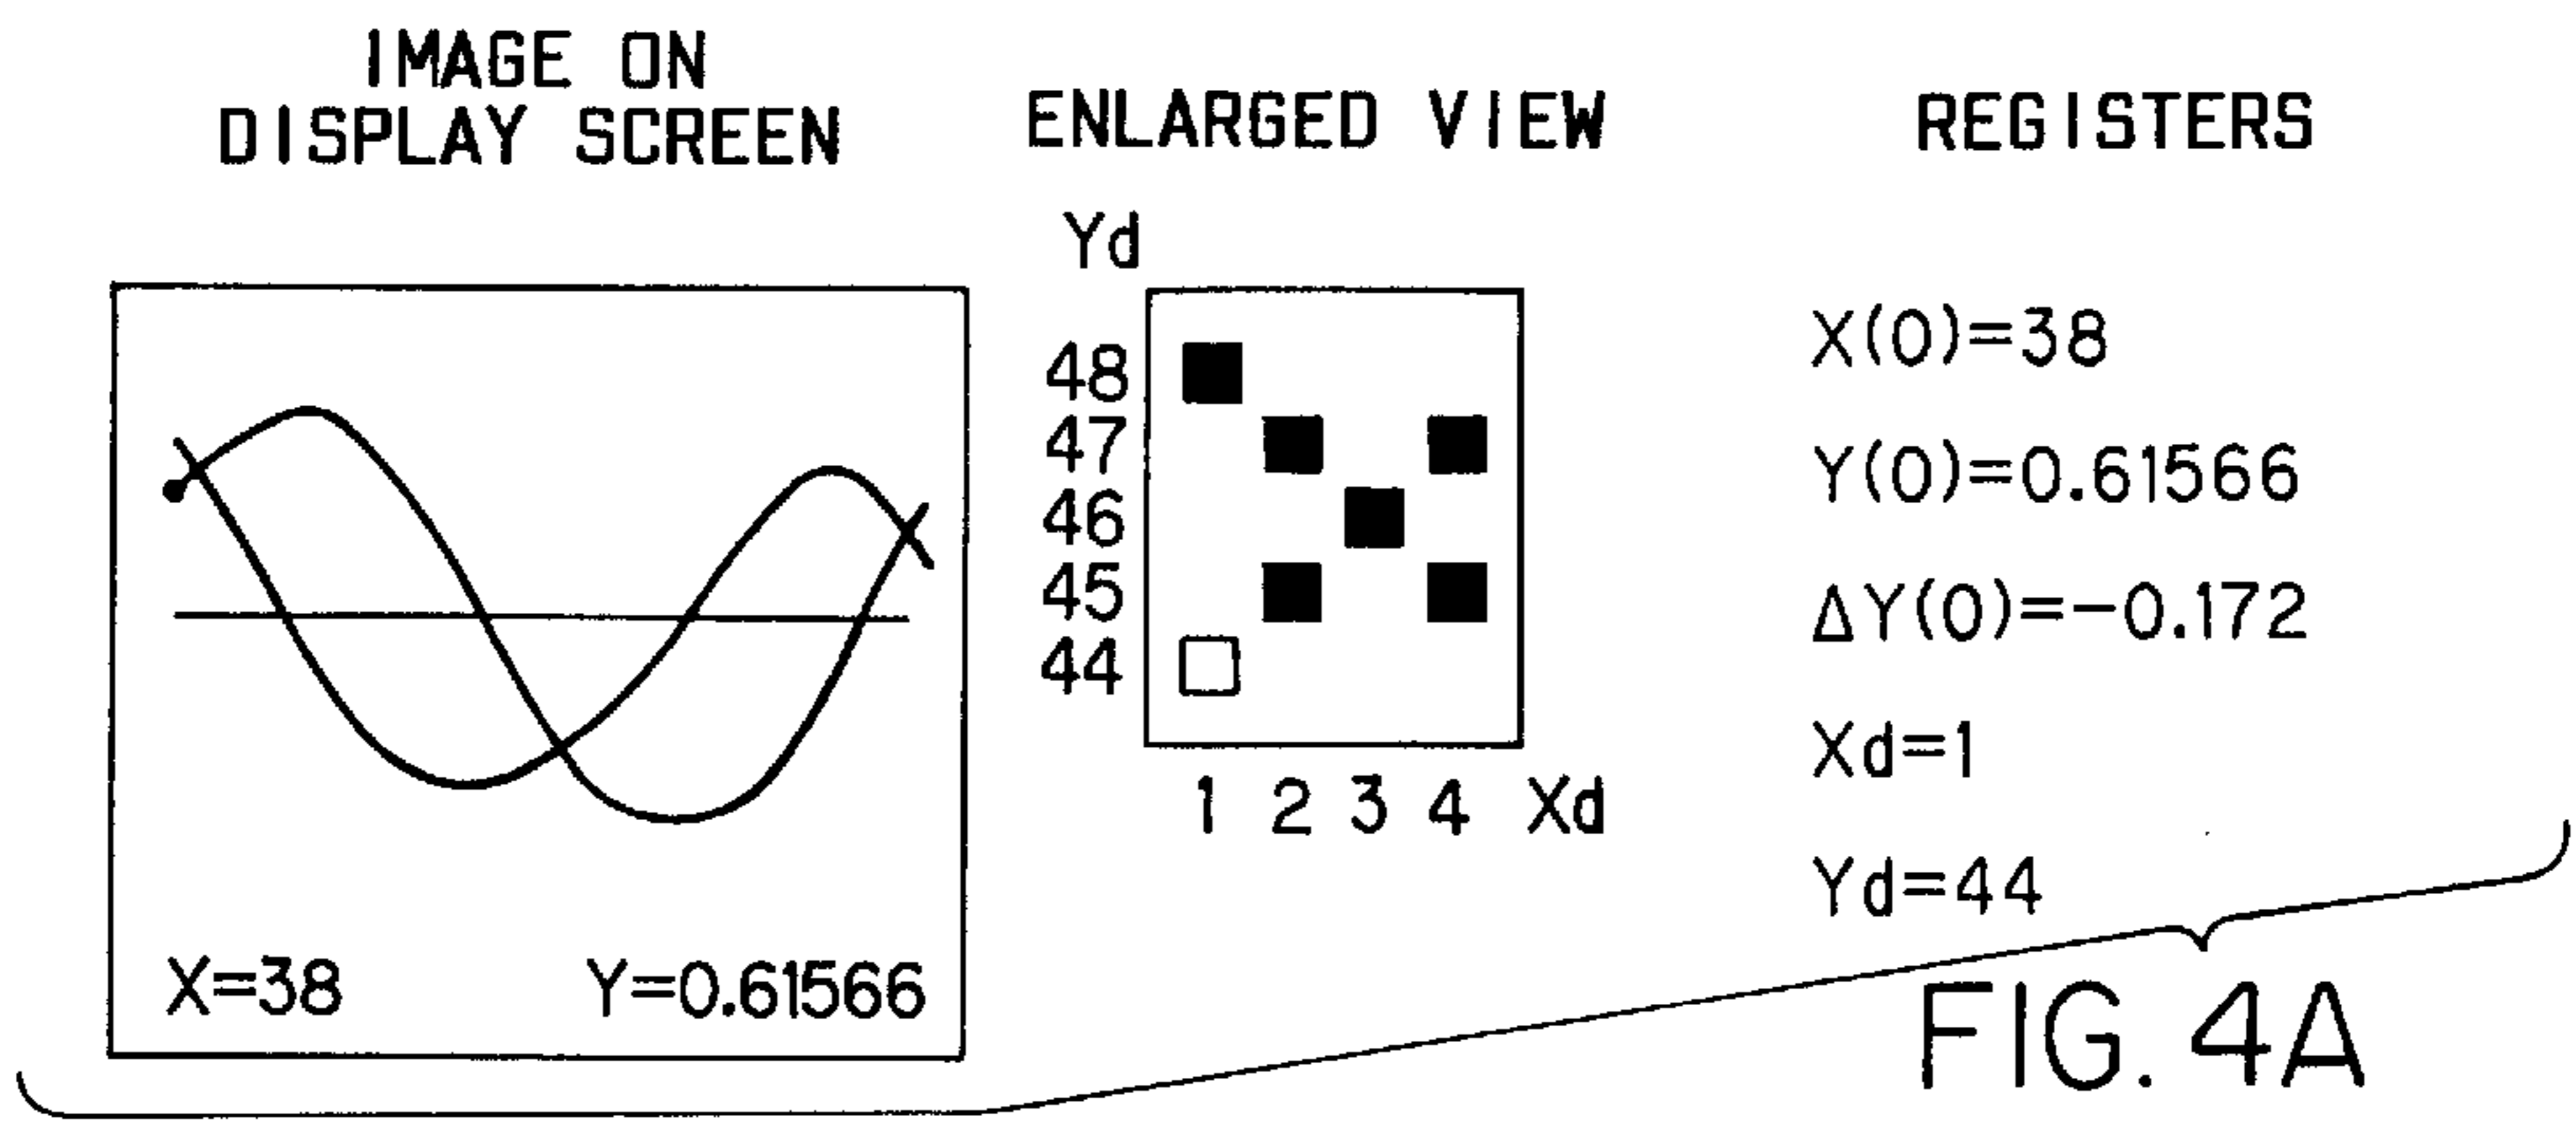 IMAGE ON
DISPLAY SCREEN
X=38 Y=0.61566
ENLARGED VIEW
Yd
48
47
46
45
44
1 2 3 4 Xd
REGISTERS
X(0)=38
Y(0)=0.61566
ΔY(0)=-0.172
Xd=1
Yd=44
FIG. 4A